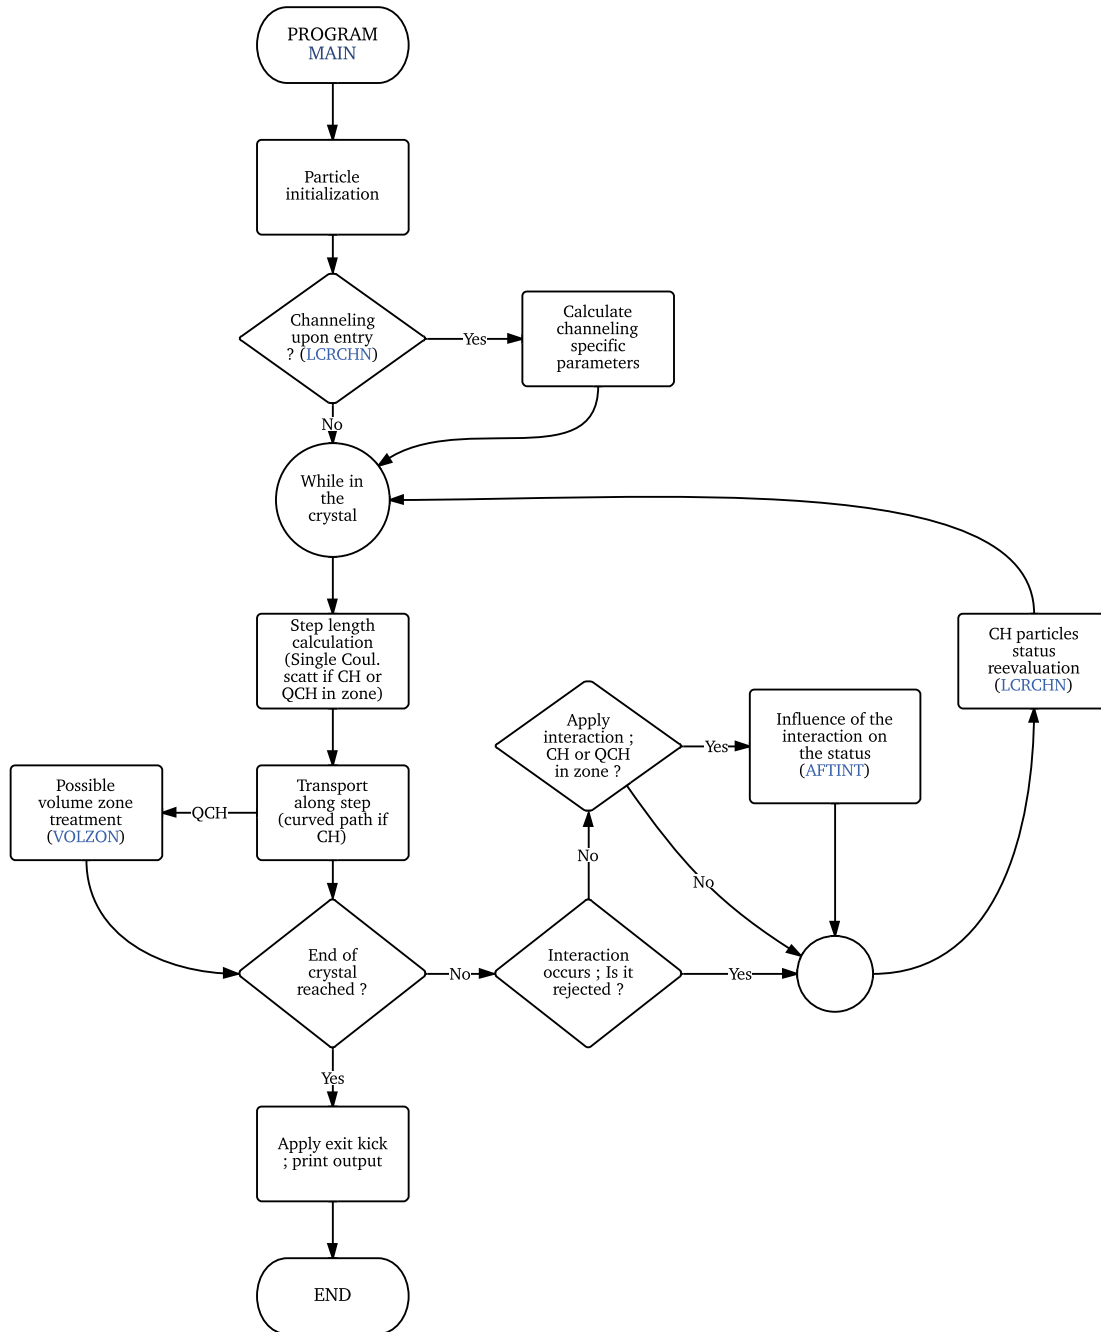 PROGRAM
MAIN
Particle
initialization
Channeling
upon entry
? (LCRCHN)
Yes
Calculate
channeling
specific
parameters
No
While in
the
crystal
Step length
calculation
(Single Coul.
scatt if CH or
QCH in zone)
CH particles
status
reevaluation
(LCRCHN)
Apply
interaction ;
CH or QCH
in zone ?
Yes
Influence of the
interaction on
the status
(AFTINT)
Possible
volume zone
treatment
(VOLZON)
QCH
Transport
along step
(curved path if
CH)
No
No
End of
crystal
reached ?
No
Interaction
occurs ; Is it
rejected ?
Yes
Yes
Apply exit kick
; print output
END